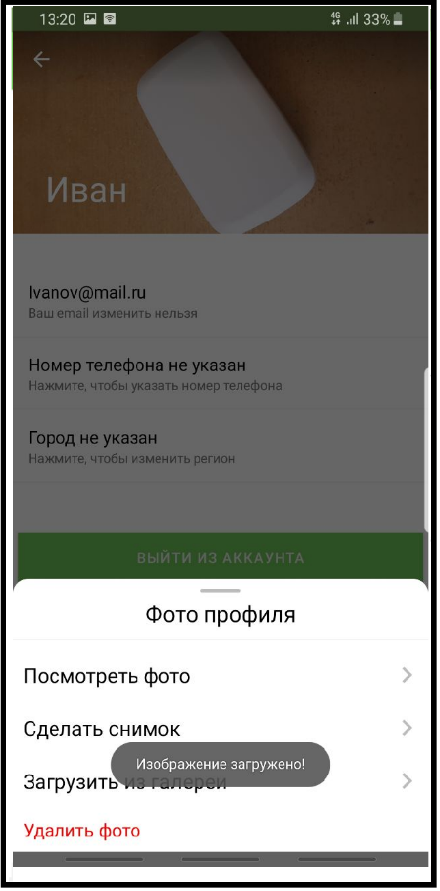 13:20 4G 33%
Иван
Ivanov@mail.ru
Ваш email изменить нельзя
Номер телефона не указан
Нажмите, чтобы указать номер телефона
Город не указан
Нажмите, чтобы изменить регион
ВЫЙТИ ИЗ АККАУНТА
Фото профиля
Посмотреть фото
Сделать снимок
Изображение загружено!
Загрузить из галереи
Удалить фото